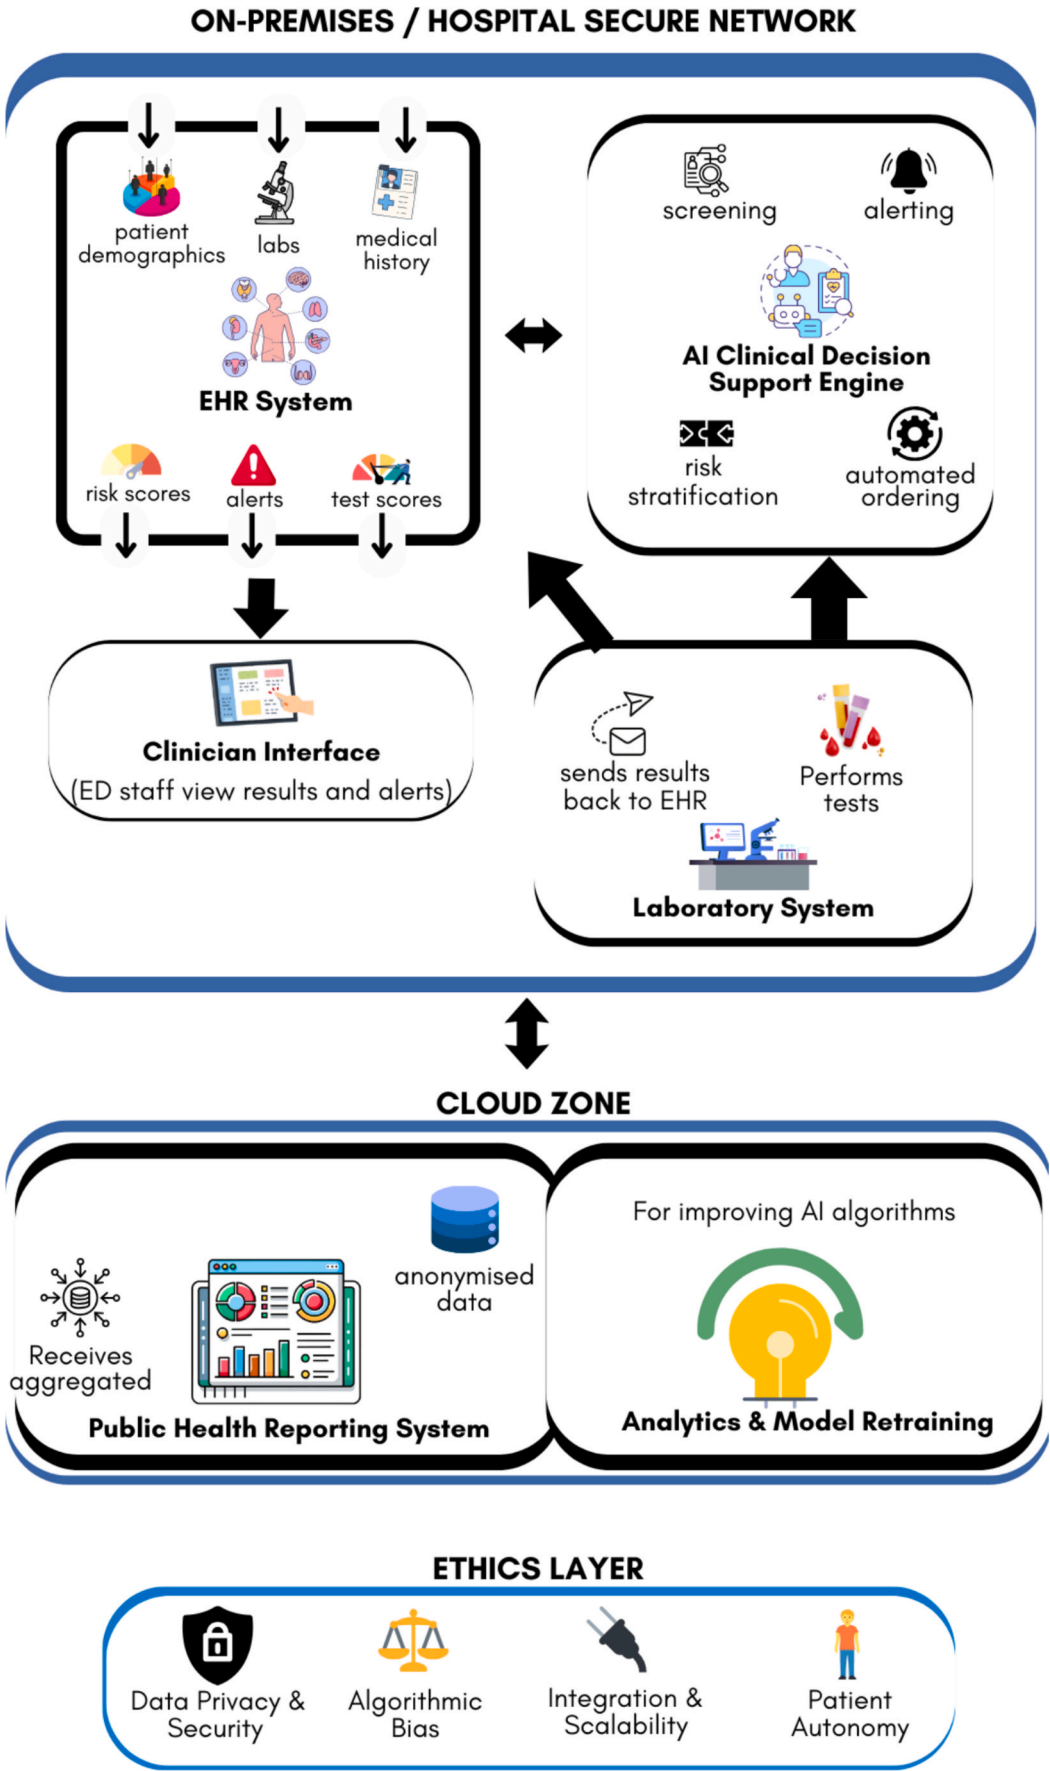 ON-PREMISES / HOSPITAL SECURE NETWORK
patient
demographics
labs
medical
history
EHR System
risk scores
alerts
test scores
screening
alerting
AI Clinical Decision
Support Engine
risk
stratification
automated
ordering
Clinician Interface
(ED staff view results and alerts)
sends results
back to EHR
Performs
tests
Laboratory System
CLOUD ZONE
Receives
aggregated
anonymised
data
Public Health Reporting System
For improving AI algorithms
Analytics & Model Retraining
ETHICS LAYER
Data Privacy &
Security
Algorithmic
Bias
Integration &
Scalability
Patient
Autonomy